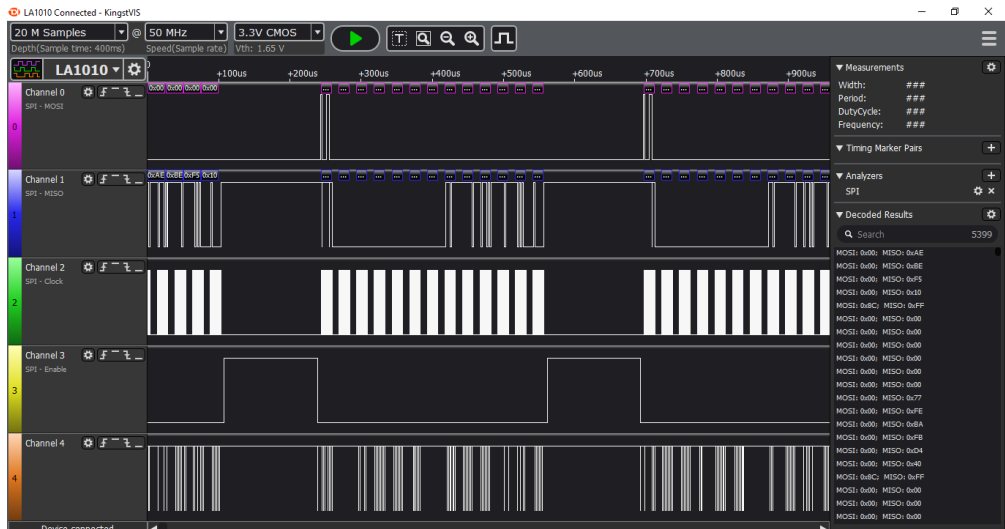 LA1010 Connected - KingstVIS
20 M Samples @ 50 MHz 3.3V CMOS
Depth(Sample time: 400ms) Speed(Sample rate) Vth: 1.65 V
LA1010
+100us +200us +300us +400us +500us +600us +700us +800us +900us
Channel 0
SPI - MOSI
0
0x00 0x00 0x00 0x00
Channel 1
SPI - MISO
1
0xAE 0xBE 0xF5 0x10
Channel 2
SPI - Clock
2
Channel 3
SPI - Enable
3
Channel 4
4
Device connected
Measurements
Width: ###
Period: ###
DutyCycle: ###
Frequency: ###
Timing Marker Pairs
Analyzers
SPI
Decoded Results
Search 5399
MOSI: 0x00; MISO: 0xAE
MOSI: 0x00; MISO: 0xBE
MOSI: 0x00; MISO: 0xF5
MOSI: 0x00; MISO: 0x10
MOSI: 0x8C; MISO: 0xFF
MOSI: 0x00; MISO: 0x00
MOSI: 0x00; MISO: 0x00
MOSI: 0x00; MISO: 0x00
MOSI: 0x00; MISO: 0x00
MOSI: 0x00; MISO: 0x00
MOSI: 0x00; MISO: 0x00
MOSI: 0x00; MISO: 0x77
MOSI: 0x00; MISO: 0xFE
MOSI: 0x00; MISO: 0xBA
MOSI: 0x00; MISO: 0xFB
MOSI: 0x00; MISO: 0xD4
MOSI: 0x00; MISO: 0x40
MOSI: 0x8C; MISO: 0xFF
MOSI: 0x00; MISO: 0x00
MOSI: 0x00; MISO: 0x00
MOSI: 0x00; MISO: 0x00